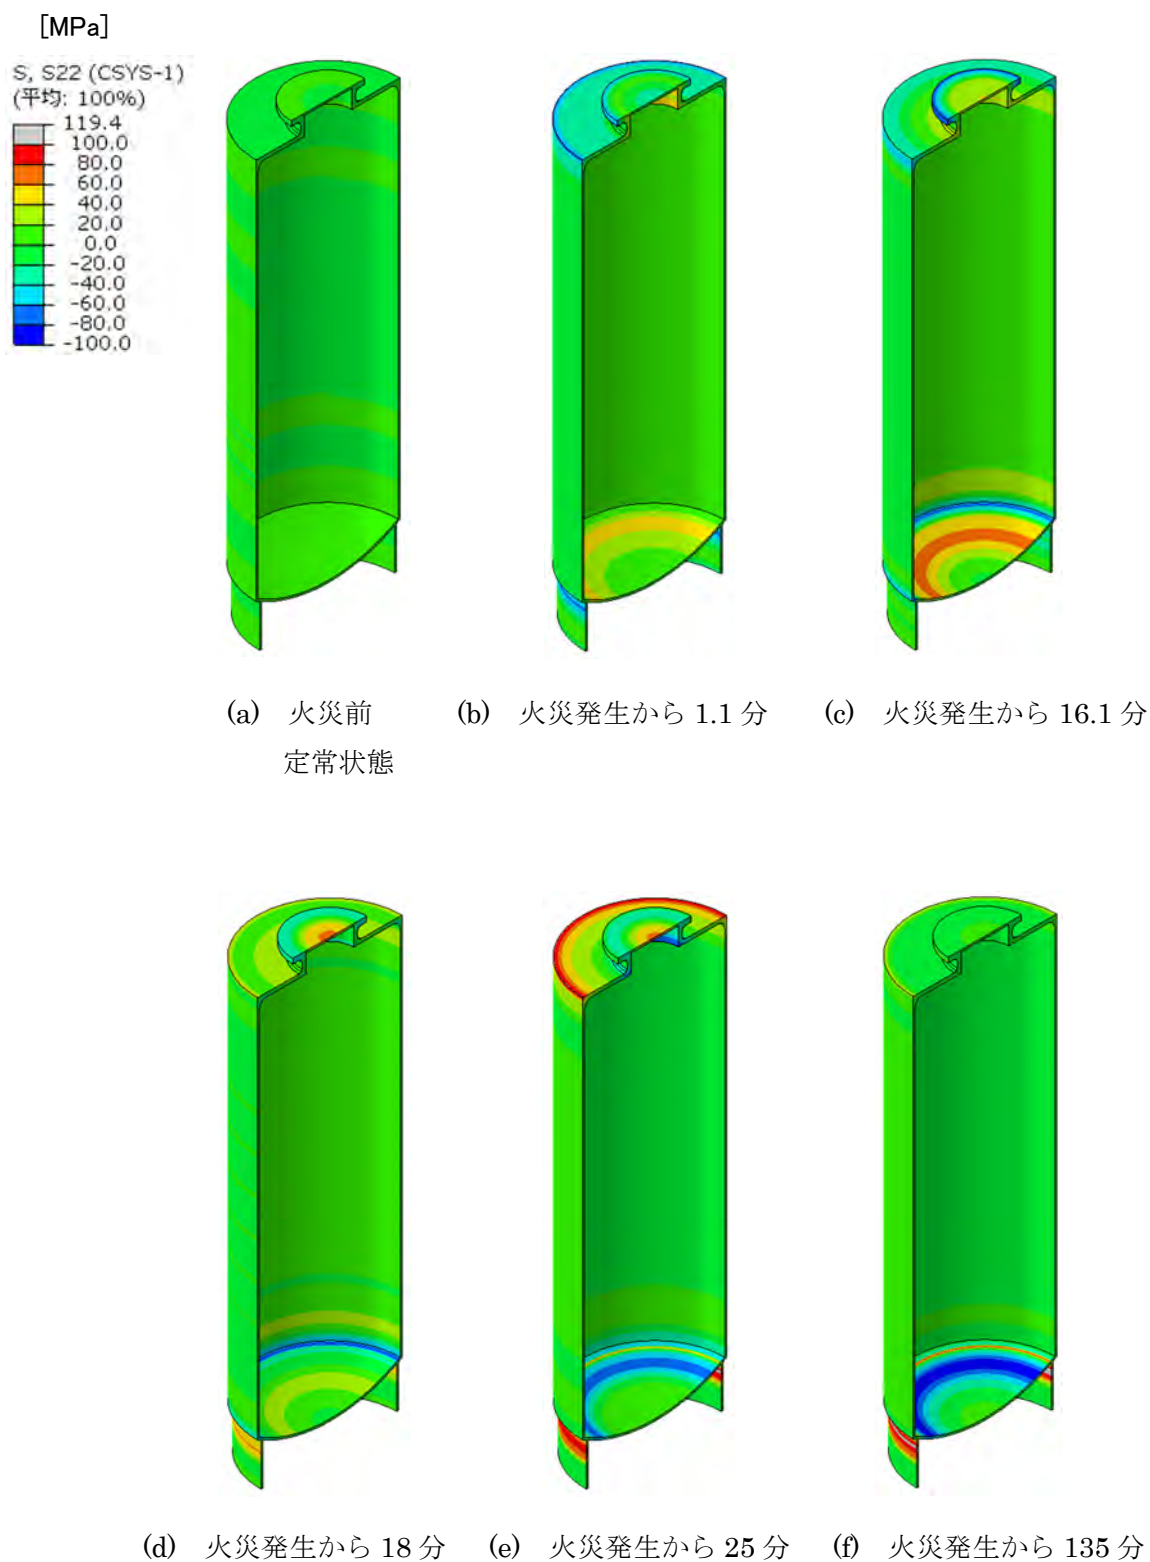 [MPa]
S, S22 (CSYS-1)
(平均: 100%)
119.4
100.0
80.0
60.0
40.0
20.0
0.0
-20.0
-40.0
-60.0
-80.0
-100.0
(a) 火災前
定常状態
(b) 火災発生から 1.1 分
(c) 火災発生から 16.1 分
(d) 火災発生から 18 分
(e) 火災発生から 25 分
(f) 火災発生から 135 分